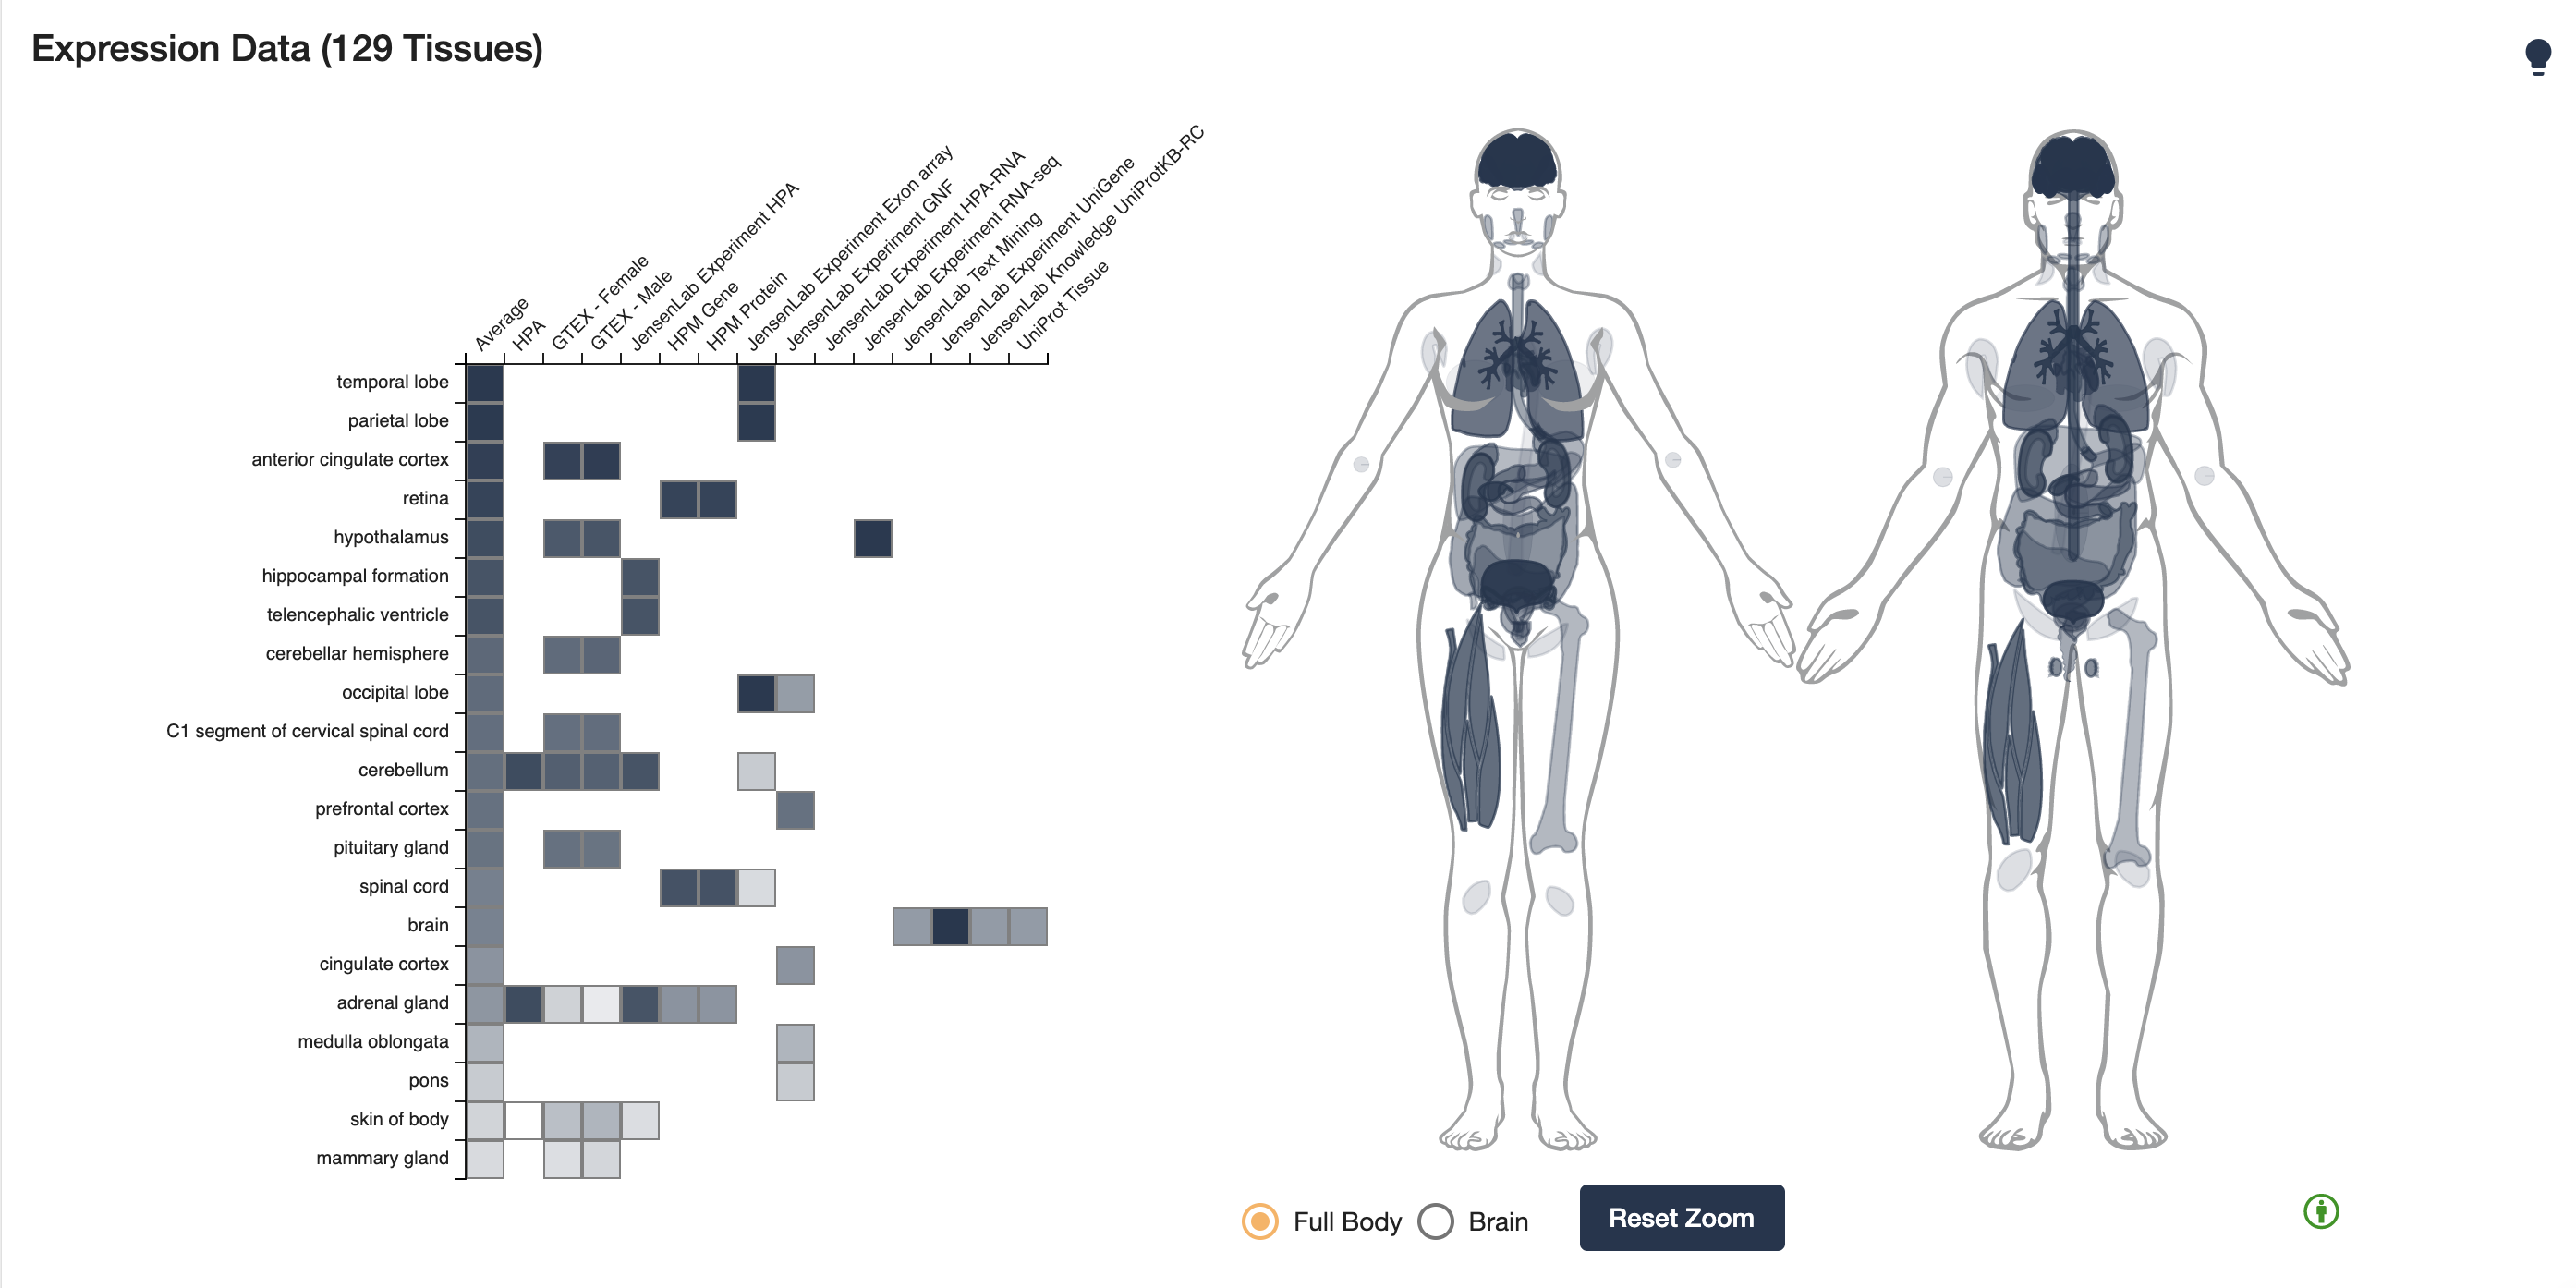 Expression Data (129 Tissues)
Average
HPA
GTEX - Female
GTEX - Male
JensenLab Experiment HPA
HPM Gene
HPM Protein
JensenLab Experiment Exon array
JensenLab Experiment GNF
JensenLab Experiment HPA-RNA
JensenLab Experiment RNA-seq
JensenLab Text Mining
JensenLab Experiment UniGene
JensenLab Knowledge UniProtKB-RC
UniProt Tissue
temporal lobe
parietal lobe
anterior cingulate cortex
retina
hypothalamus
hippocampal formation
telencephalic ventricle
cerebellar hemisphere
occipital lobe
C1 segment of cervical spinal cord
cerebellum
prefrontal cortex
pituitary gland
spinal cord
brain
cingulate cortex
adrenal gland
medulla oblongata
pons
skin of body
mammary gland
Full Body Brain Reset Zoom